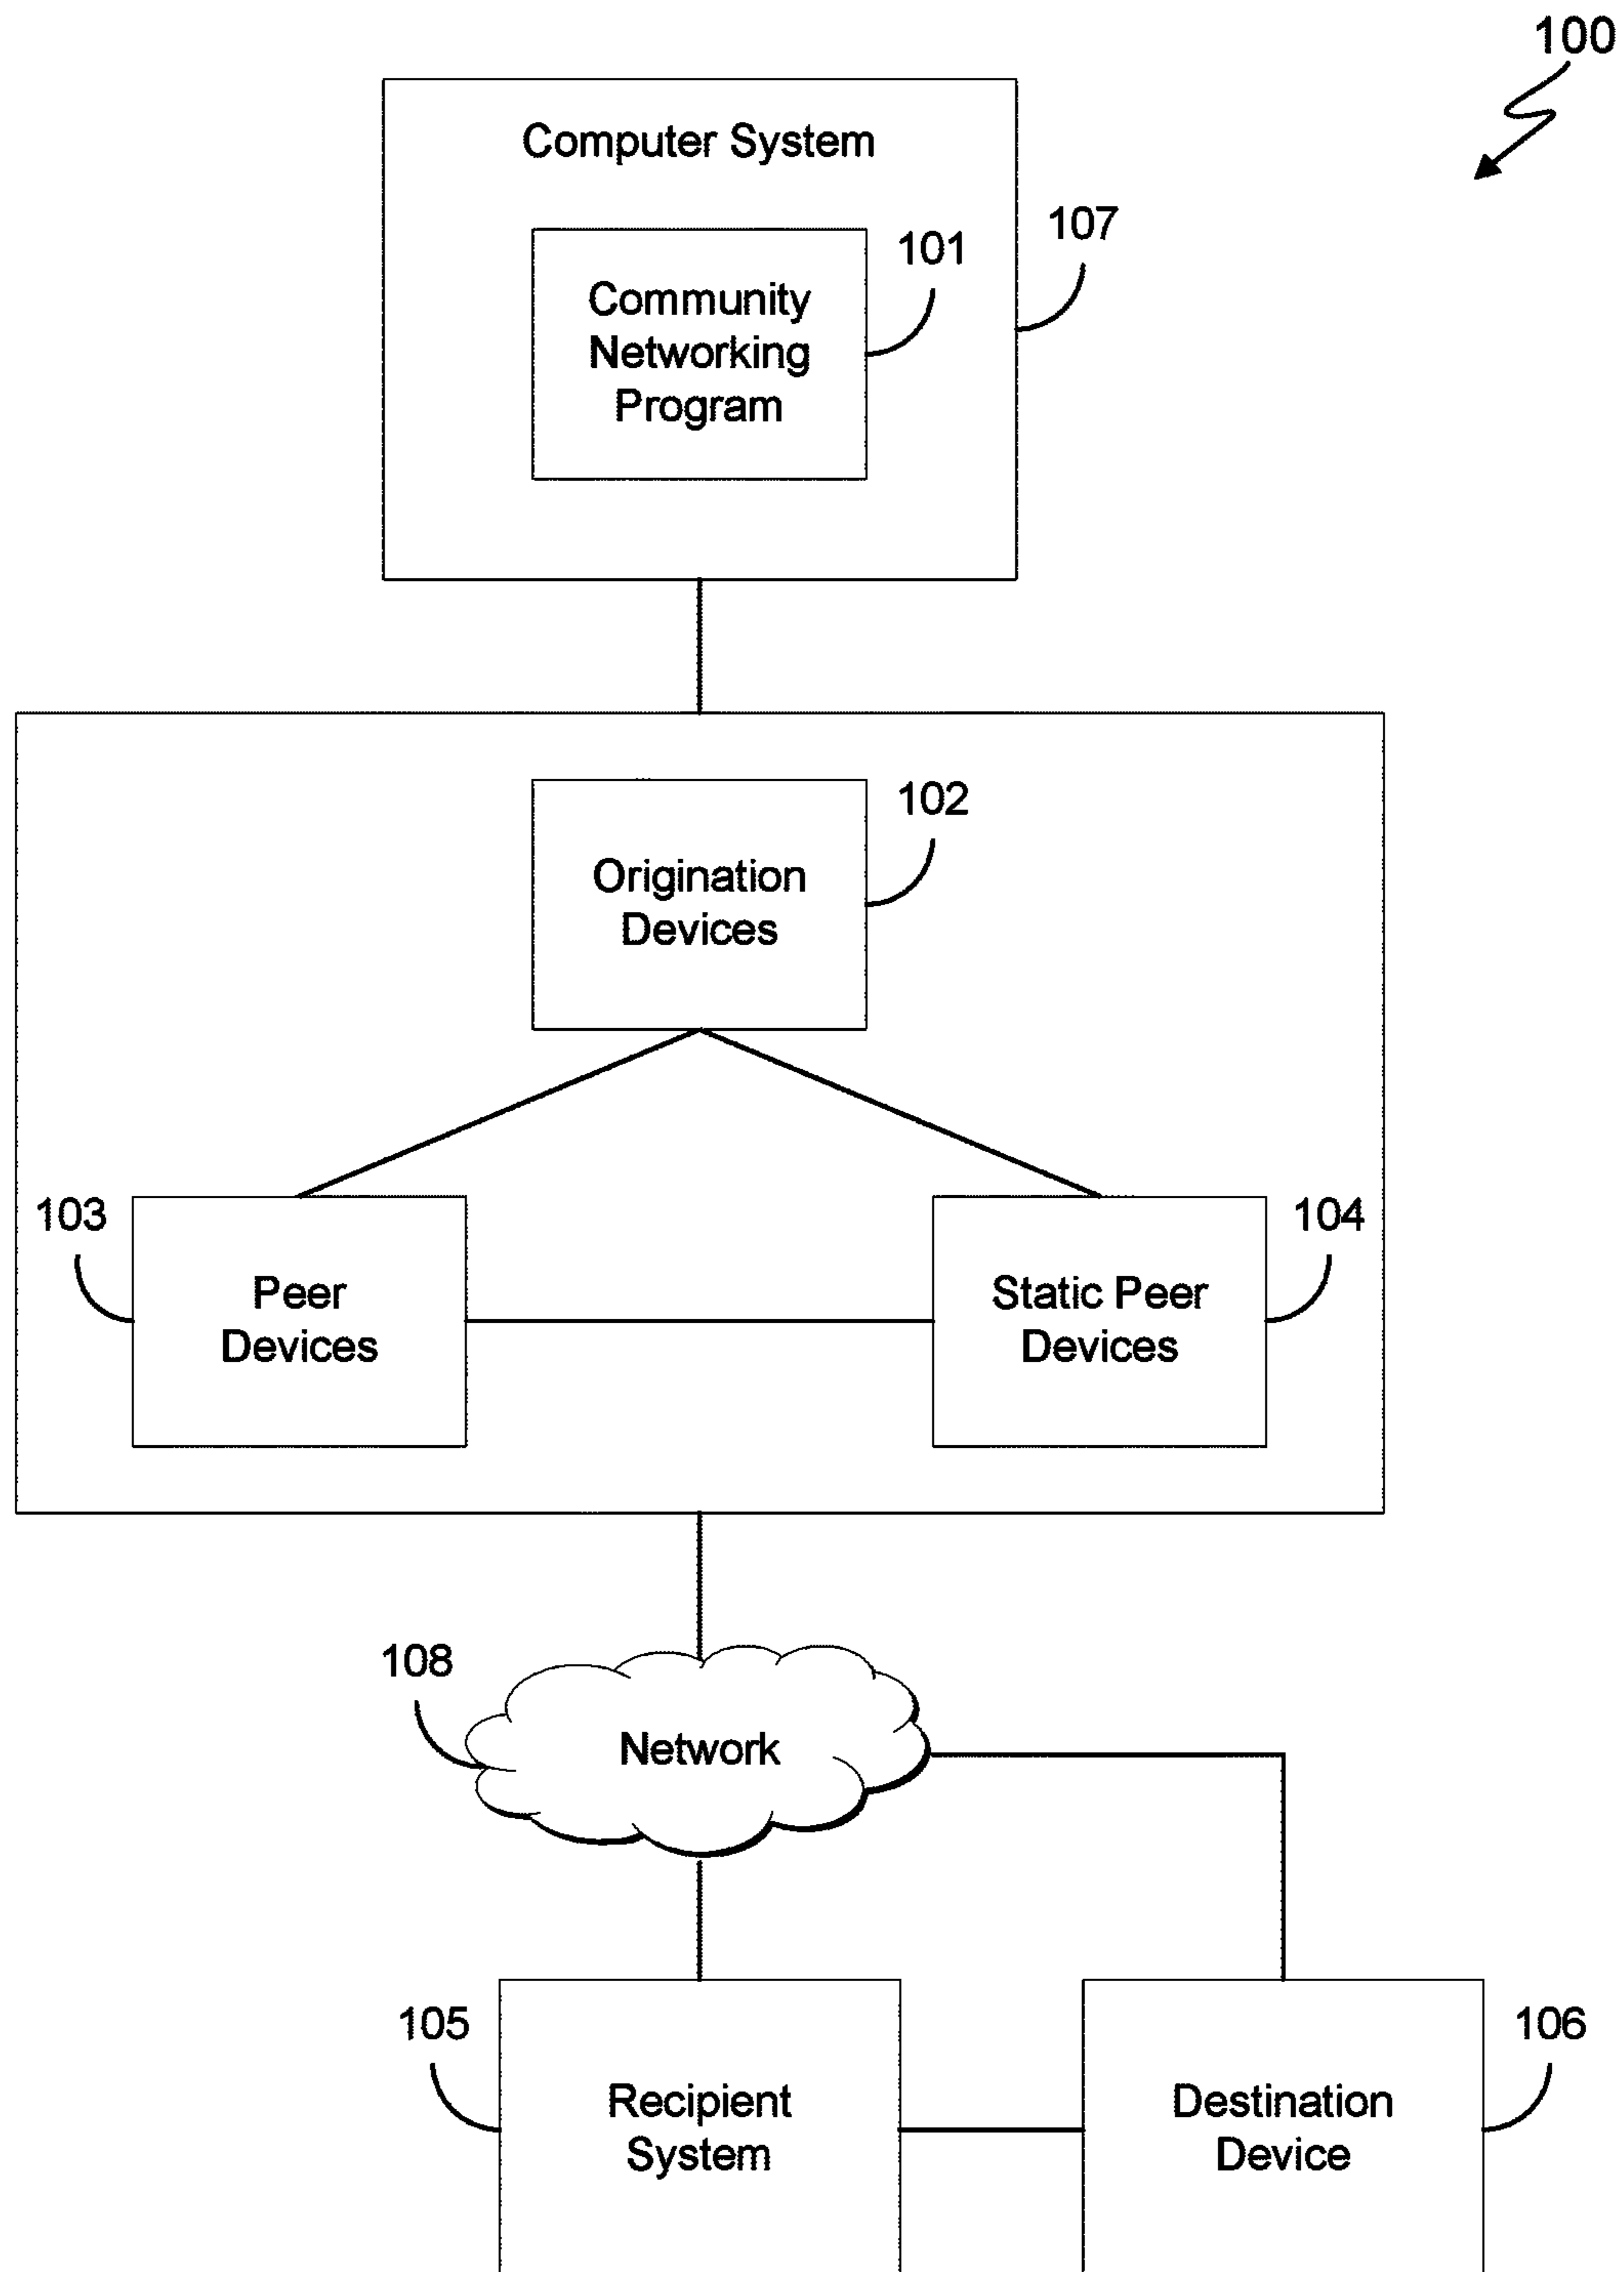 100
Computer System
107
101
Community
Networking
Program
102
Origination
Devices
103
104
Peer
Devices
Static Peer
Devices
108
Network
105
106
Recipient
System
Destination
Device